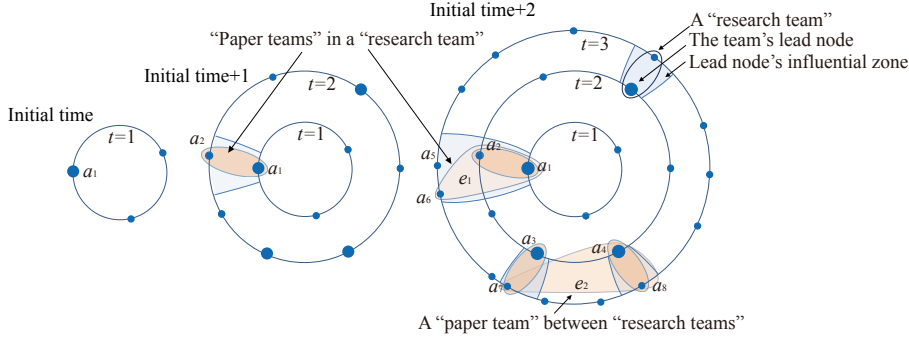 Initial time+2
A “research team”
“Paper teams” in a “research team”
t=3
The team’s lead node
Lead node’s influential zone
Initial time+1
t=2
t=2
Initial time
t=1
t=1
t=1
a2
a5
a2
a1
a1
a1
e1
a6
a3
a4
a7
e2
a8
A “paper team” between “research teams”